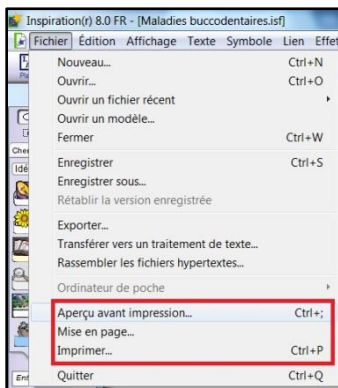 Inspiration(r) 8.0 FR - [Maladies buccodentaires.isf]
Fichier Édition Affichage Texte Symbole Lien Effet
Nouveau... Ctrl+N
Ouvrir... Ctrl+O
Ouvrir un fichier récent
Ouvrir un modèle...
Fermer Ctrl+W
Enregistrer Ctrl+S
Enregistrer sous...
Rétablir la version enregistrée
Exporter...
Transférer vers un traitement de texte...
Rassembler les fichiers hypertextes...
Ordinateur de poche
Aperçu avant impression... Ctrl+;
Mise en page...
Imprimer... Ctrl+P
Quitter Ctrl+Q